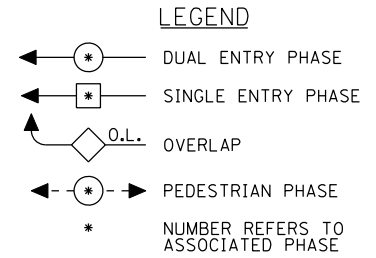 LEGEND
* DUAL ENTRY PHASE
* SINGLE ENTRY PHASE
O.L. OVERLAP
* PEDESTRIAN PHASE
* NUMBER REFERS TO
ASSOCIATED PHASE